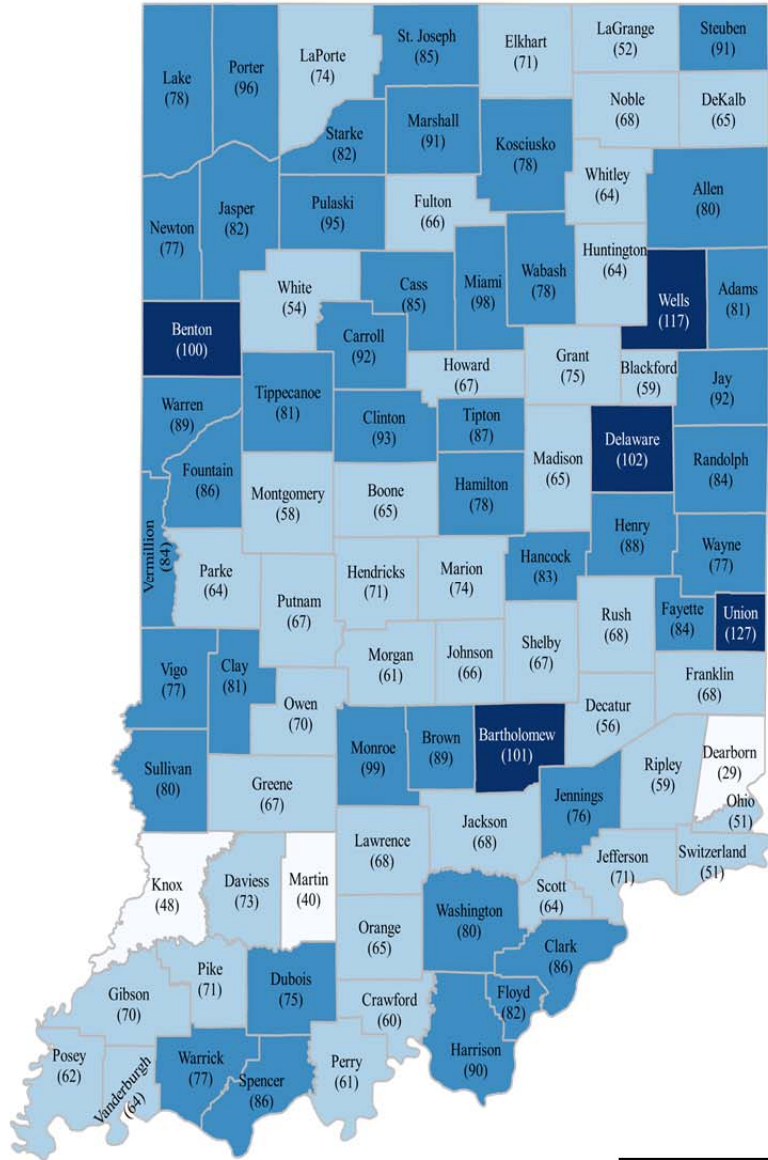 St. Joseph
(85)
LaPorte
(74)
Elkhart
(71)
LaGrange
(52)
Steuben
(91)
Lake
(78)
Porter
(96)
Noble
(68)
DeKalb
(65)
Starke
(82)
Marshall
(91)
Kosciusko
(78)
Whitley
(64)
Allen
(80)
Newton
(77)
Jasper
(82)
Pulaski
(95)
Fulton
(66)
Huntington
(64)
White
(54)
Cass
(85)
Miami
(98)
Wabash
(78)
Wells
(117)
Adams
(81)
Benton
(100)
Carroll
(92)
Howard
(67)
Grant
(75)
Blackford
(59)
Jay
(92)
Warren
(89)
Tippecanoe
(81)
Clinton
(93)
Tipton
(87)
Madison
(65)
Delaware
(102)
Randolph
(84)
Fountain
(86)
Montgomery
(58)
Boone
(65)
Hamilton
(78)
Henry
(88)
Wayne
(77)
Vermillion
(84)
Parke
(64)
Putnam
(67)
Hendricks
(71)
Marion
(74)
Hancock
(83)
Rush
(68)
Fayette
(84)
Union
(127)
Vigo
(77)
Clay
(81)
Owen
(70)
Morgan
(61)
Johnson
(66)
Shelby
(67)
Decatur
(56)
Franklin
(68)
Sullivan
(80)
Greene
(67)
Monroe
(99)
Brown
(89)
Bartholomew
(101)
Jennings
(76)
Ripley
(59)
Dearborn
(29)
Ohio
(51)
Knox
(48)
Daviess
(73)
Martin
(40)
Lawrence
(68)
Jackson
(68)
Scott
(64)
Jefferson
(71)
Switzerland
(51)
Orange
(65)
Washington
(80)
Clark
(86)
Gibson
(70)
Pike
(71)
Dubois
(75)
Crawford
(60)
Floyd
(82)
Harrison
(90)
Posey
(62)
Vanderburgh
(64)
Warrick
(77)
Spencer
(86)
Perry
(61)